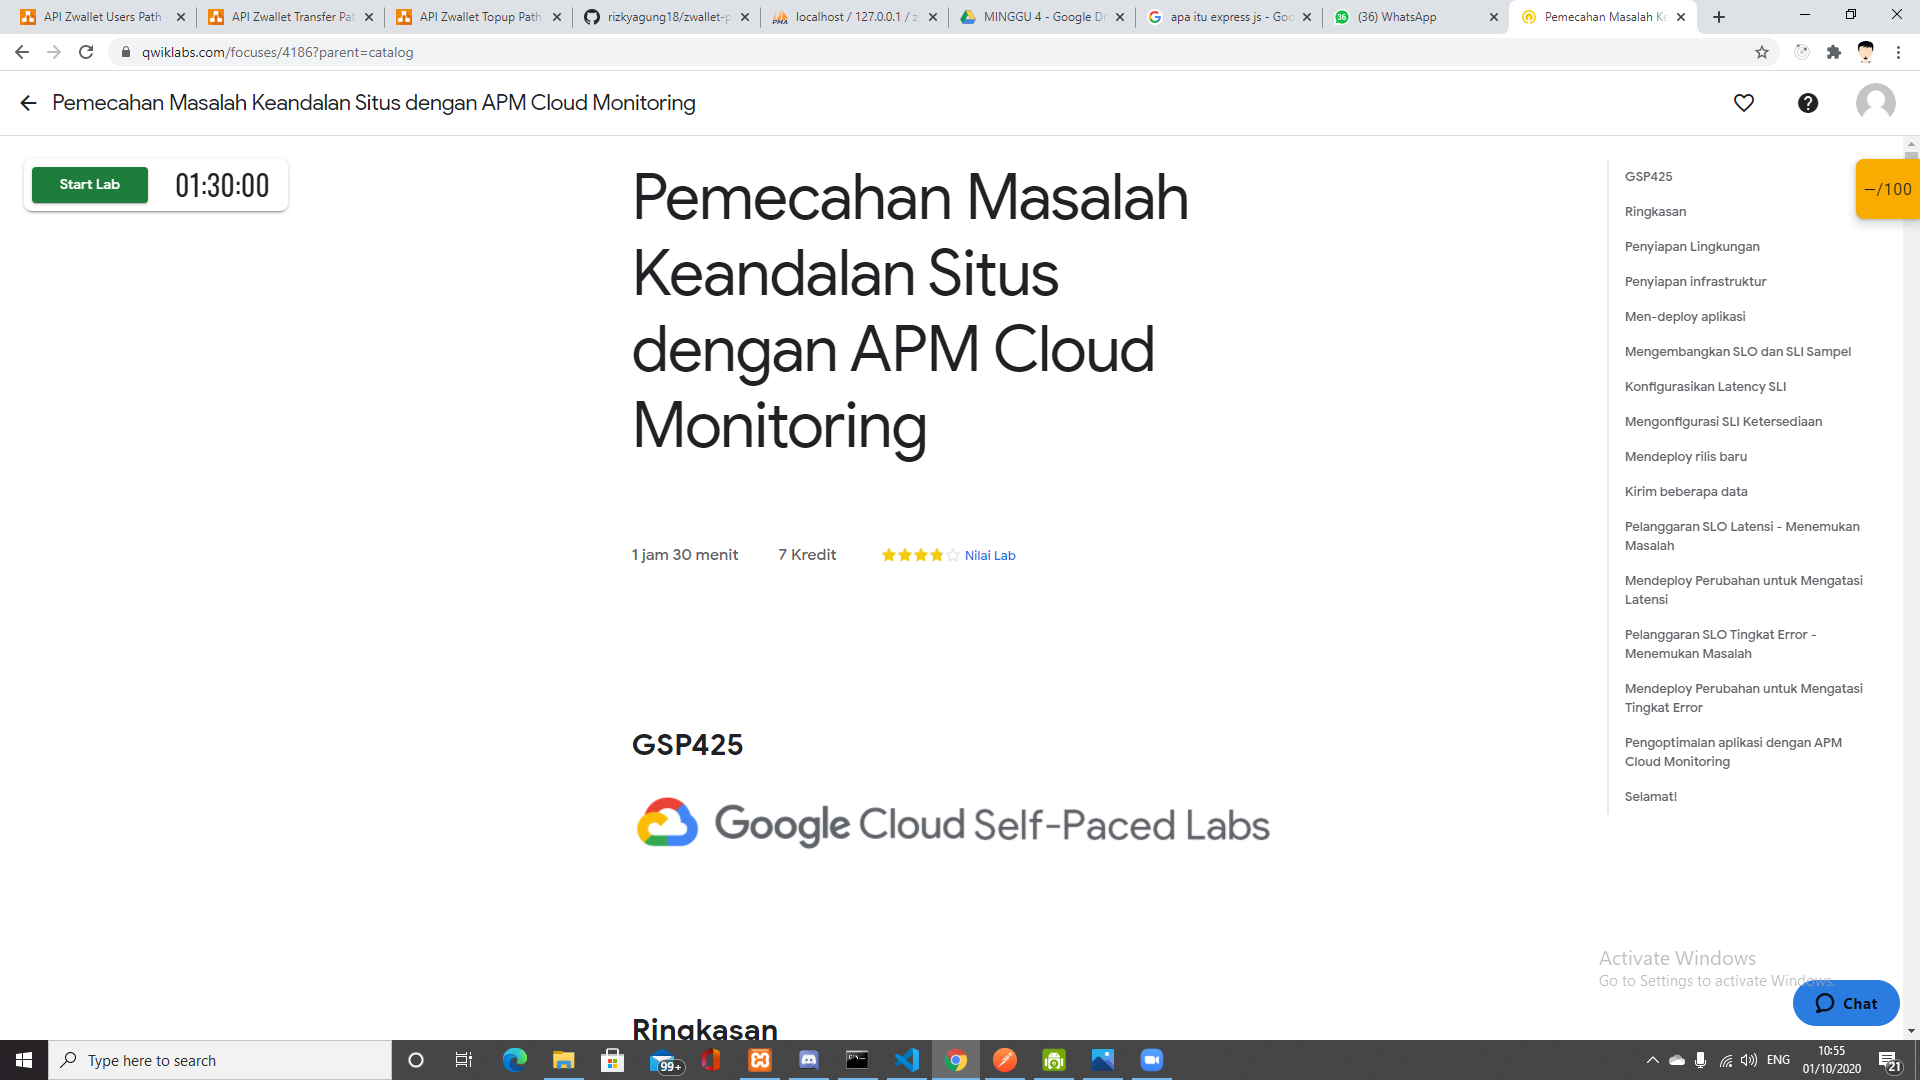 API Zwallet Users Path
API Zwallet Transfer Pat
API Zwallet Topup Path
rizkyagung18/zwallet-p
localhost / 127.0.0.1 / z
MINGGU 4 - Google Dr
apa itu express js - Goo
(36) WhatsApp
Pemecahan Masalah Ke
qwiklabs.com/focuses/4186?parent=catalog
Pemecahan Masalah Keandalan Situs dengan APM Cloud Monitoring
Start Lab
01:30:00
Pemecahan Masalah
Keandalan Situs
dengan APM Cloud
Monitoring
1 jam 30 menit
7 Kredit
Nilai Lab
GSP425
Google Cloud Self-Paced Labs
Ringkasan
GSP425
Ringkasan
Penyiapan Lingkungan
Penyiapan infrastruktur
Men-deploy aplikasi
Mengembangkan SLO dan SLI Sampel
Konfigurasikan Latency SLI
Mengonfigurasi SLI Ketersediaan
Mendeploy rilis baru
Kirim beberapa data
Pelanggaran SLO Latensi - Menemukan
Masalah
Mendeploy Perubahan untuk Mengatasi
Latensi
Pelanggaran SLO Tingkat Error -
Menemukan Masalah
Mendeploy Perubahan untuk Mengatasi
Tingkat Error
Pengoptimalan aplikasi dengan APM
Cloud Monitoring
Selamat!
–/100
Activate Windows
Go to Settings to activate Windows.
Chat
Type here to search
99+
ENG
10:55
01/10/2020
21